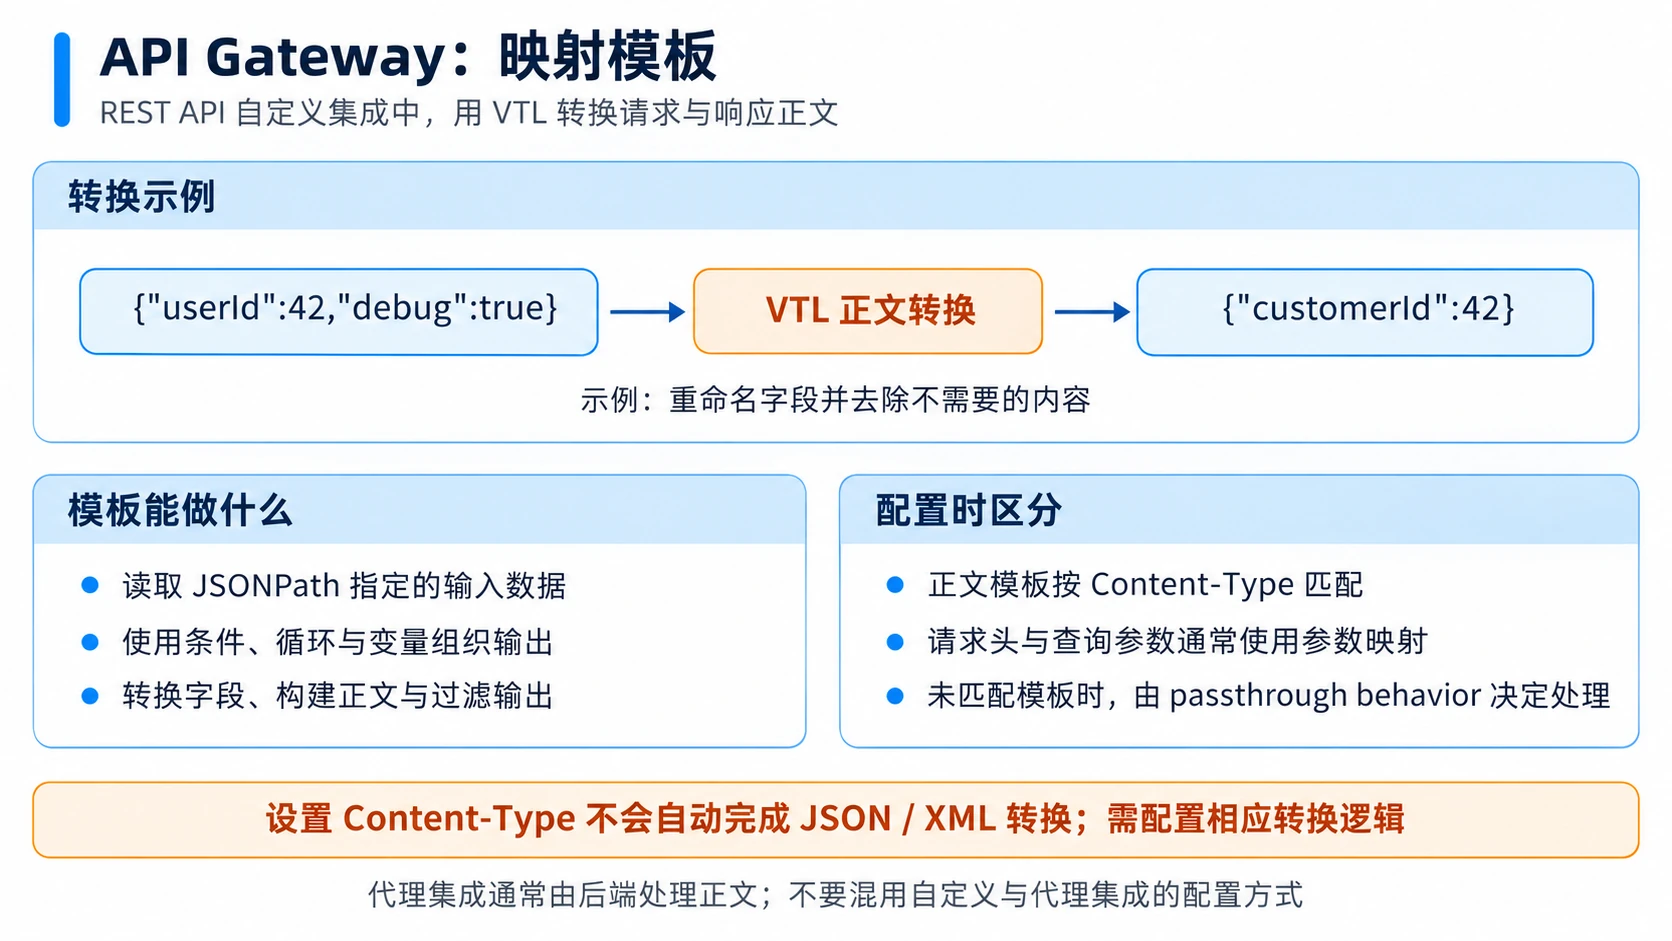 API Gateway：映射模板
REST API 自定义集成中，用 VTL 转换请求与响应正文
转换示例
{"userId":42,"debug":true}
VTL 正文转换
{"customerId":42}
示例：重命名字段并去除不需要的内容
模板能做什么
读取 JSONPath 指定的输入数据
使用条件、循环与变量组织输出
转换字段、构建正文与过滤输出
配置时区分
正文模板按 Content-Type 匹配
请求头与查询参数通常使用参数映射
未匹配模板时，由 passthrough behavior 决定处理
设置 Content-Type 不会自动完成 JSON / XML 转换；需配置相应转换逻辑
代理集成通常由后端处理正文；不要混用自定义与代理集成的配置方式